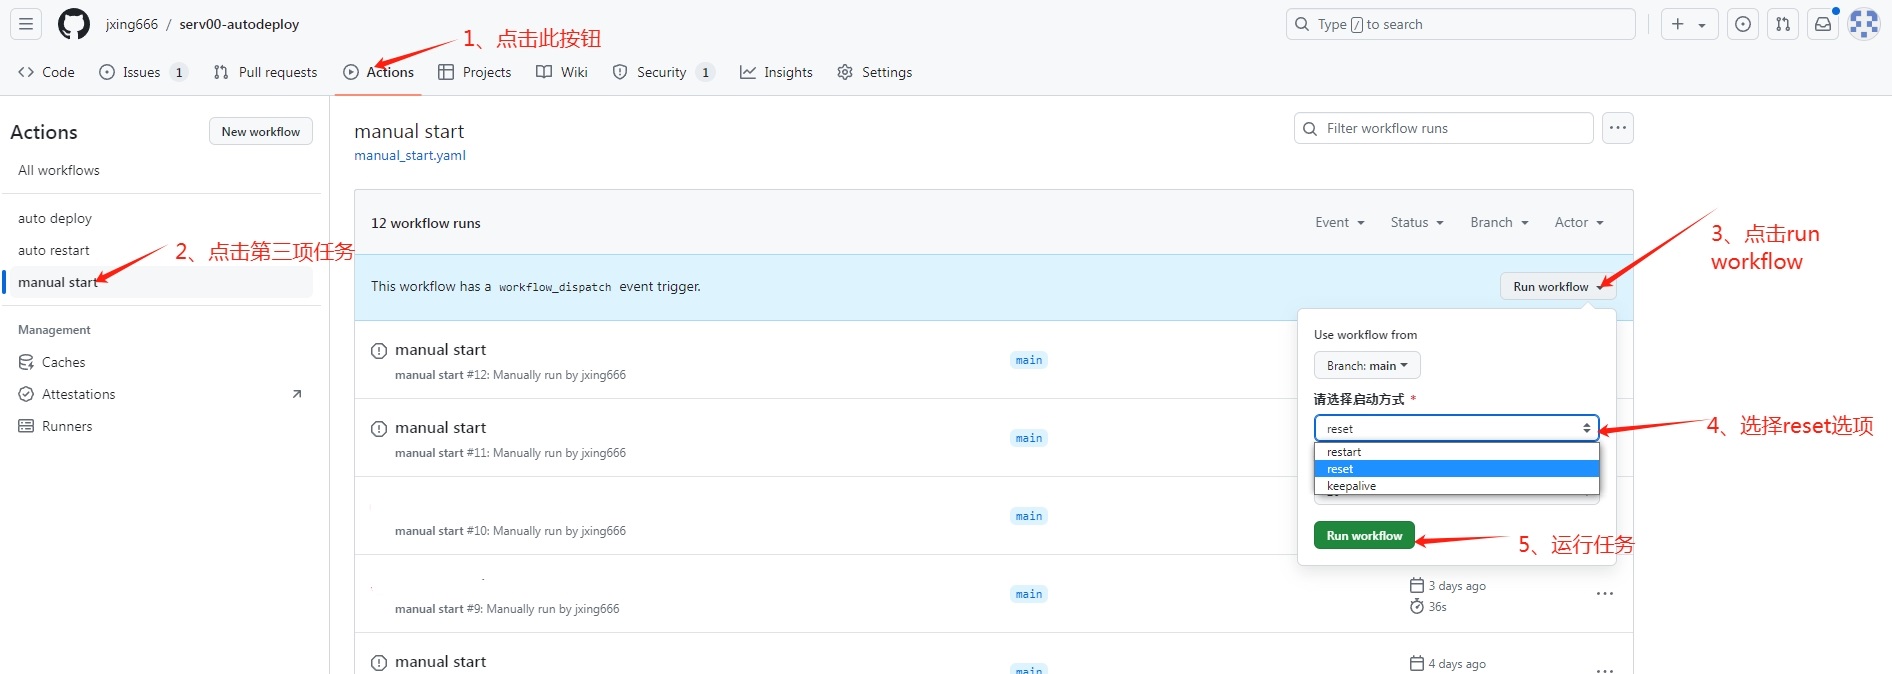 jxing666 / serv00-autodeploy
Type / to search
1、点击此按钮
Code
Issues 1
Pull requests
Actions
Projects
Wiki
Security 1
Insights
Settings
Actions
New workflow
All workflows
auto deploy
auto restart
manual start
2、点击第三项任务
Management
Caches
Attestations
Runners
manual start
manual_start.yaml
Filter workflow runs
12 workflow runs
Event
Status
Branch
Actor
3、点击run
workflow
This workflow has a workflow_dispatch event trigger.
Run workflow
Use workflow from
Branch: main
请选择启动方式 *
reset
restart
reset
keepalive
4、选择reset选项
Run workflow
5、运行任务
manual start
manual start #12: Manually run by jxing666
main
manual start
manual start #11: Manually run by jxing666
main
manual start #10: Manually run by jxing666
main
manual start #9: Manually run by jxing666
main
3 days ago
36s
manual start
main
4 days ago